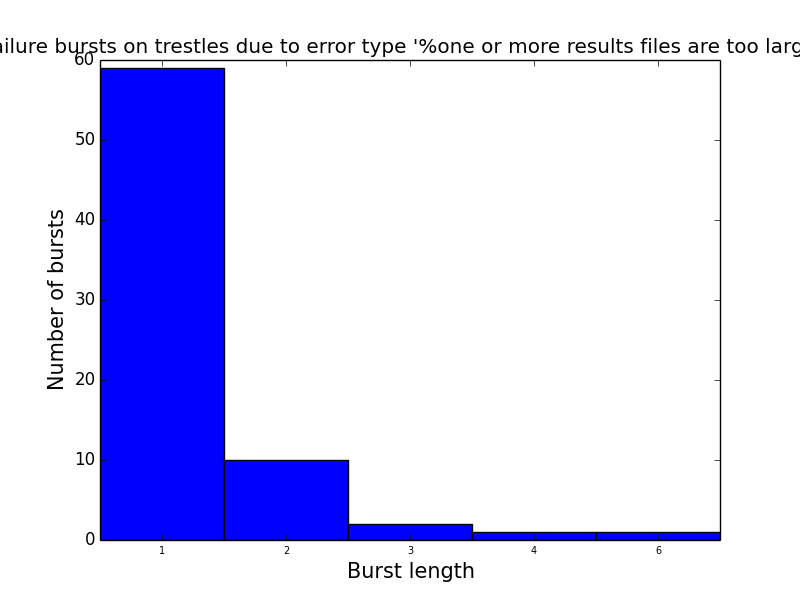 ailure bursts on trestles due to error type '%one or more results files are too larg
60
50
40
30
20
10
0
Number of bursts
1 2 3 4 6
Burst length